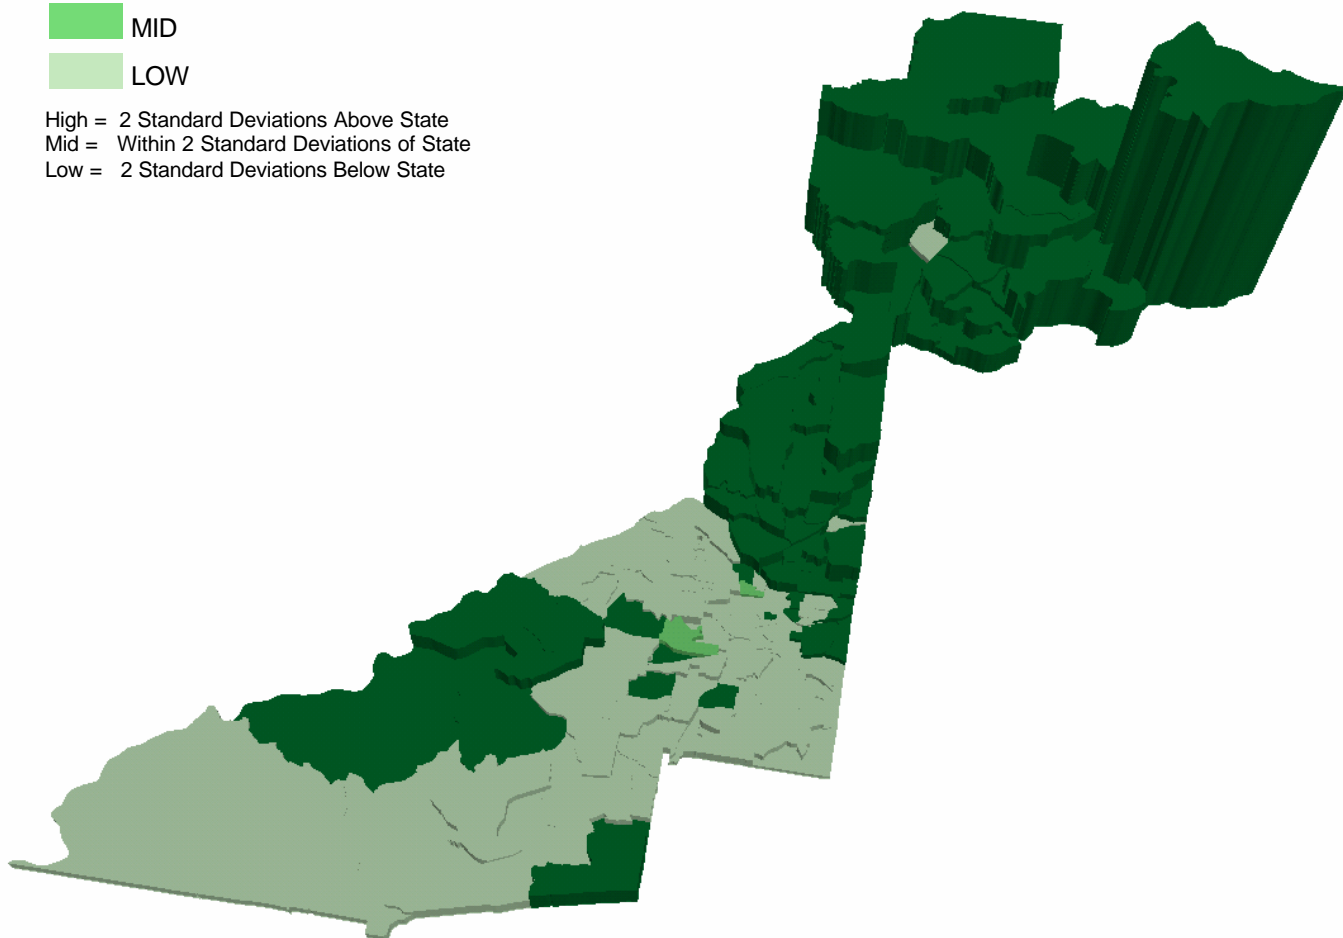 MID
LOW
High = 2 Standard Deviations Above State
Mid = Within 2 Standard Deviations of State
Low = 2 Standard Deviations Below State